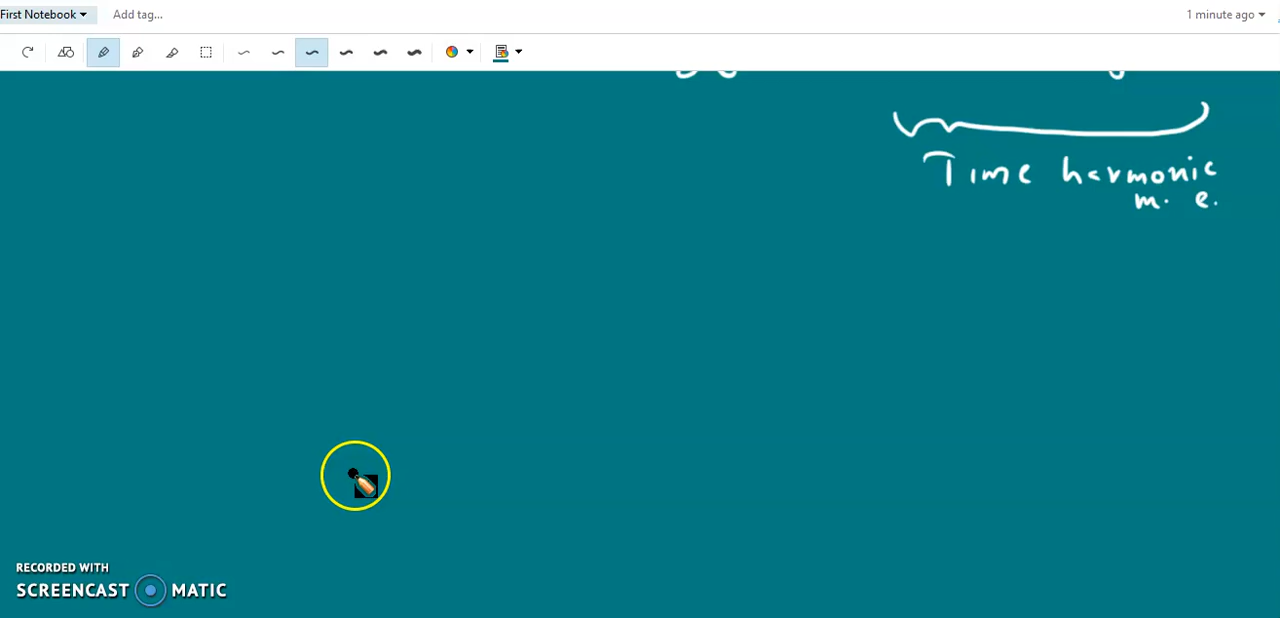 First Notebook
Add tag...
1 minute ago
Time harmonic
m. e.
RECORDED WITH
SCREENCAST MATIC